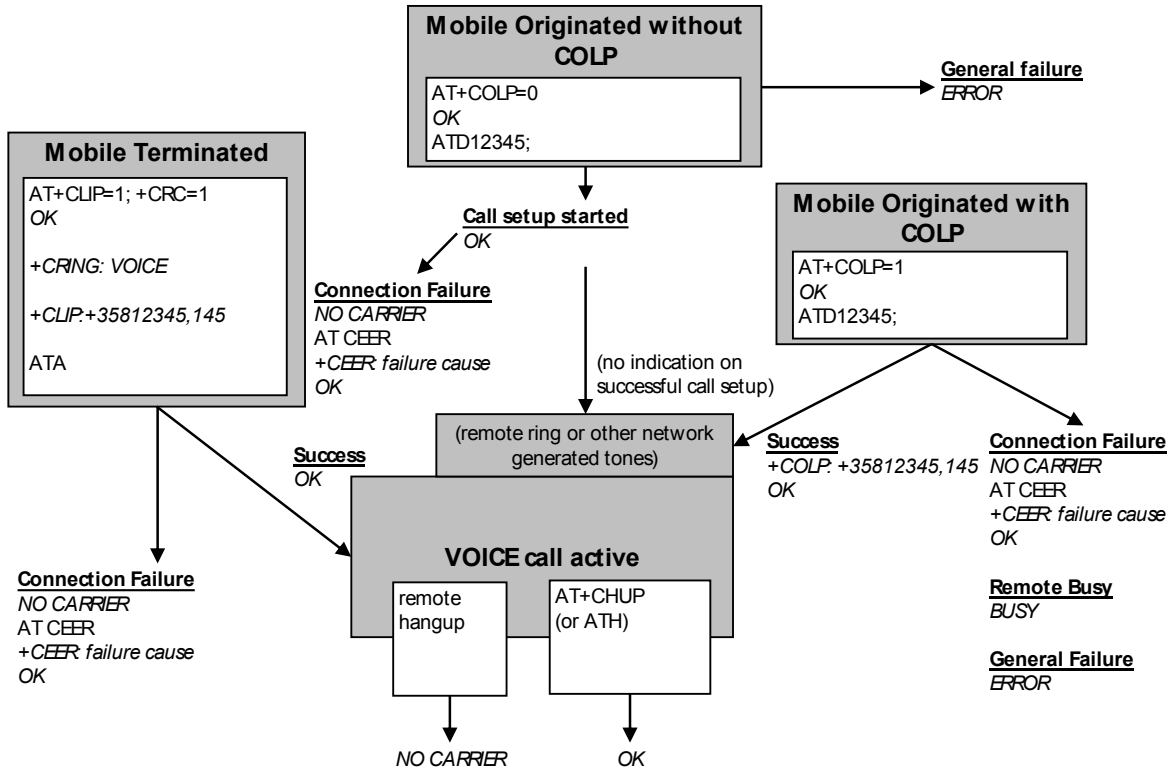 Mobile Originated without
COLP
AT+COLP=0
OK
ATD12345;
General failure
ERROR
Mobile Terminated
AT+CLIP=1; +CRC=1
OK
+CRING: VOICE
+CLIP:+35812345,145
ATA
Call setup started
OK
Mobile Originated with
COLP
AT+COLP=1
OK
ATD12345;
Connection Failure
NO CARRIER
AT CEER
+CEER: failure cause
OK
(no indication on
successful call setup)
(remote ring or other network
generated tones)
Success
OK
Success
+COLP: +35812345,145
OK
Connection Failure
NO CARRIER
AT CEER
+CEER: failure cause
OK
Remote Busy
BUSY
General Failure
ERROR
VOICE call active
remote
hangup
AT+CHUP
(or ATH)
Connection Failure
NO CARRIER
AT CEER
+CEER: failure cause
OK
NO CARRIER
OK